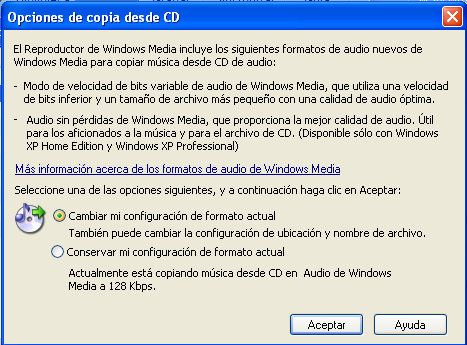 Opciones de copia desde CD
El Reproductor de Windows Media incluye los siguientes formatos de audio nuevos de
Windows Media para copiar música desde CD de audio:
- Modo de velocidad de bits variable de audio de Windows Media, que utiliza una velocidad
de bits inferior y un tamaño de archivo más pequeño con una calidad de audio óptima.
- Audio sin pérdidas de Windows Media, que proporciona la mejor calidad de audio. Útil
para los aficionados a la música y para el archivo de CD. (Disponible sólo con Windows
XP Home Edition y Windows XP Professional)
Más información acerca de los formatos de audio de Windows Media
Seleccione una de las opciones siguientes, y a continuación haga clic en Aceptar:
Cambiar mi configuración de formato actual
También puede cambiar la configuración de ubicación y nombre de archivo.
Conservar mi configuración de formato actual
Actualmente está copiando música desde CD en Audio de Windows
Media a 128 Kbps.
Aceptar
Ayuda